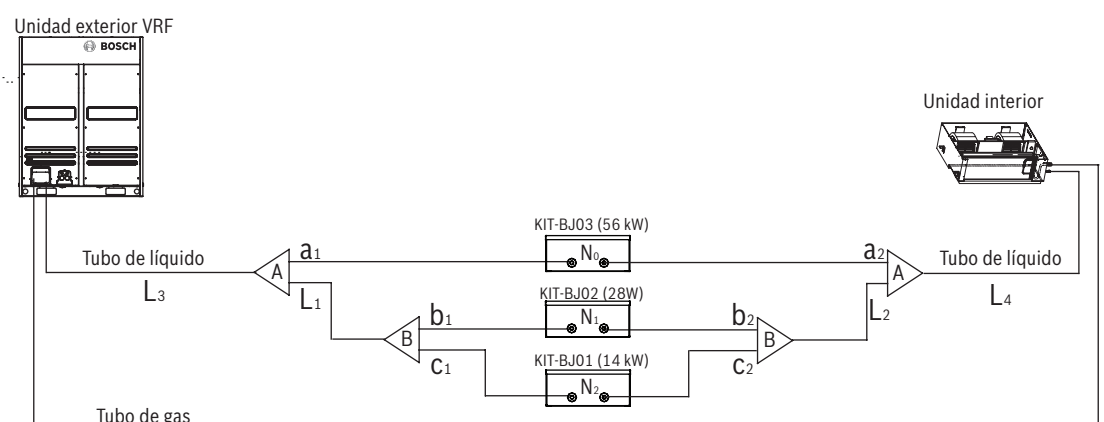 Unidad exterior VRF
BOSCH
Unidad interior
KIT-BJ03 (56 kW)
N₀
Tubo de líquido
L₃
A
a₁
a₂
A
Tubo de líquido
L₄
L₁
KIT-BJ02 (28W)
N₁
L₂
B
b₁
b₂
B
c₁
c₂
KIT-BJ01 (14 kW)
N₂
Tubo de gas